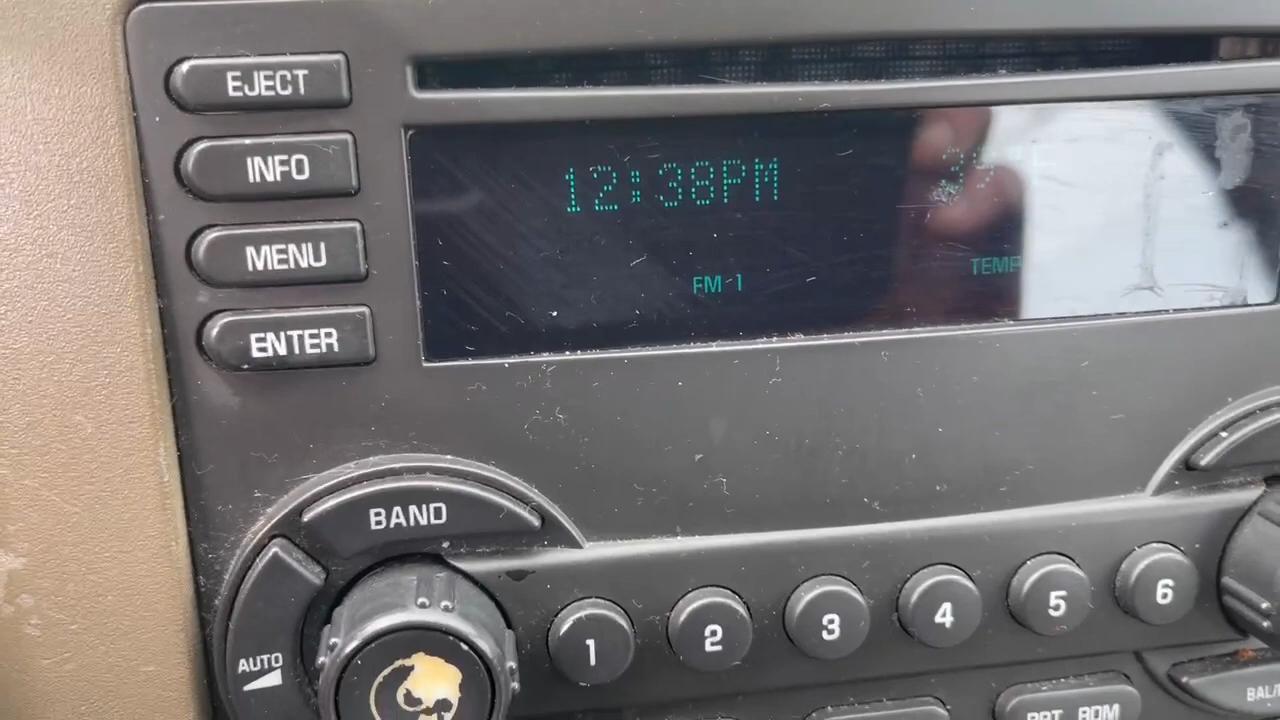 EJECT
INFO
MENU
ENTER
12:38PM
FM 1
TEMP
BAND
AUTO
1
2
3
4
5
6